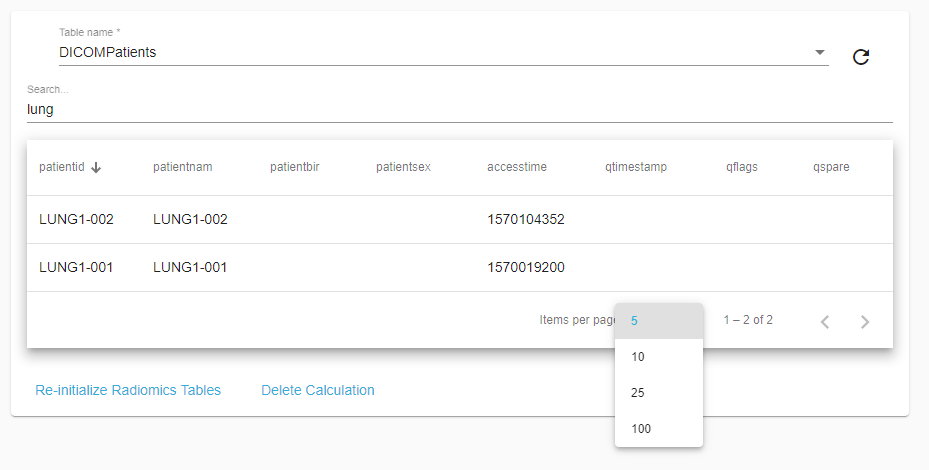 Table name *
DICOMPatients
Search...
lung
patientid patientnam patientbir patientsex accesstime qtimestamp qflags qspare
LUNG1-002 LUNG1-002 1570104352
LUNG1-001 LUNG1-001 1570019200
Items per page 5 1 – 2 of 2
10
25
100
Re-initialize Radiomics Tables Delete Calculation